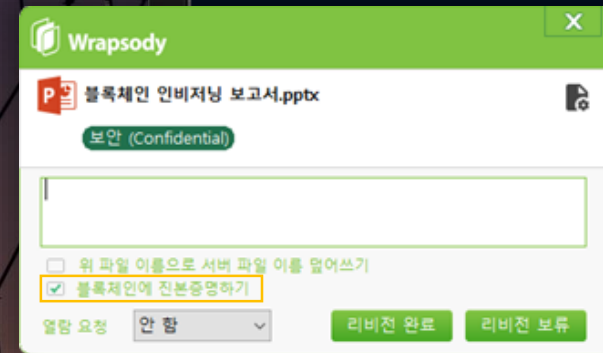 Wrapsody
블록체인 인비저닝 보고서.pptx
보안 (Confidential)
위 파일 이름으로 서버 파일 이름 덮어쓰기
블록체인에 진본증명하기
열람 요청 안 함 리비전 완료 리비전 보류